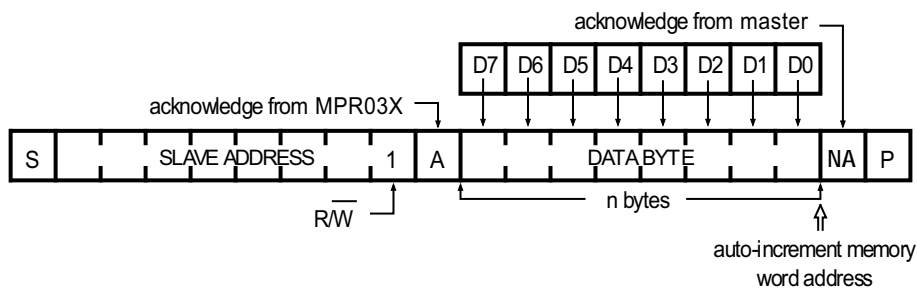 acknowledge from master
D7 D6 D5 D4 D3 D2 D1 D0
acknowledge from MPR03X
S SLAVE ADDRESS 1 A DATA BYTE NA P
R/W̅
n bytes
auto-increment memory
word address